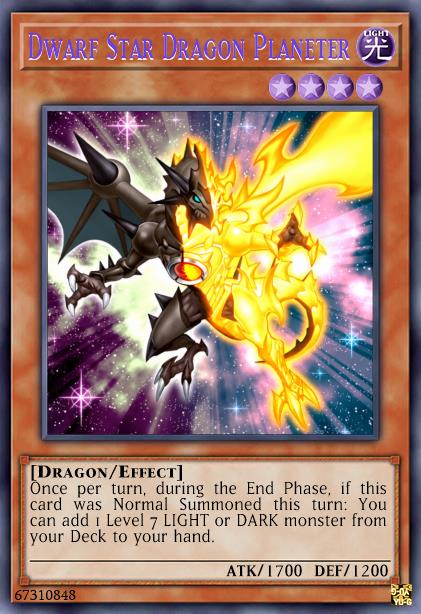 Dwarf Star Dragon Planeter
LIGHT
光
[Dragon/Effect]
Once per turn, during the End Phase, if this
card was Normal Summoned this turn: You
can add 1 Level 7 LIGHT or DARK monster from
your Deck to your hand.
ATK/1700 DEF/1200
67310848